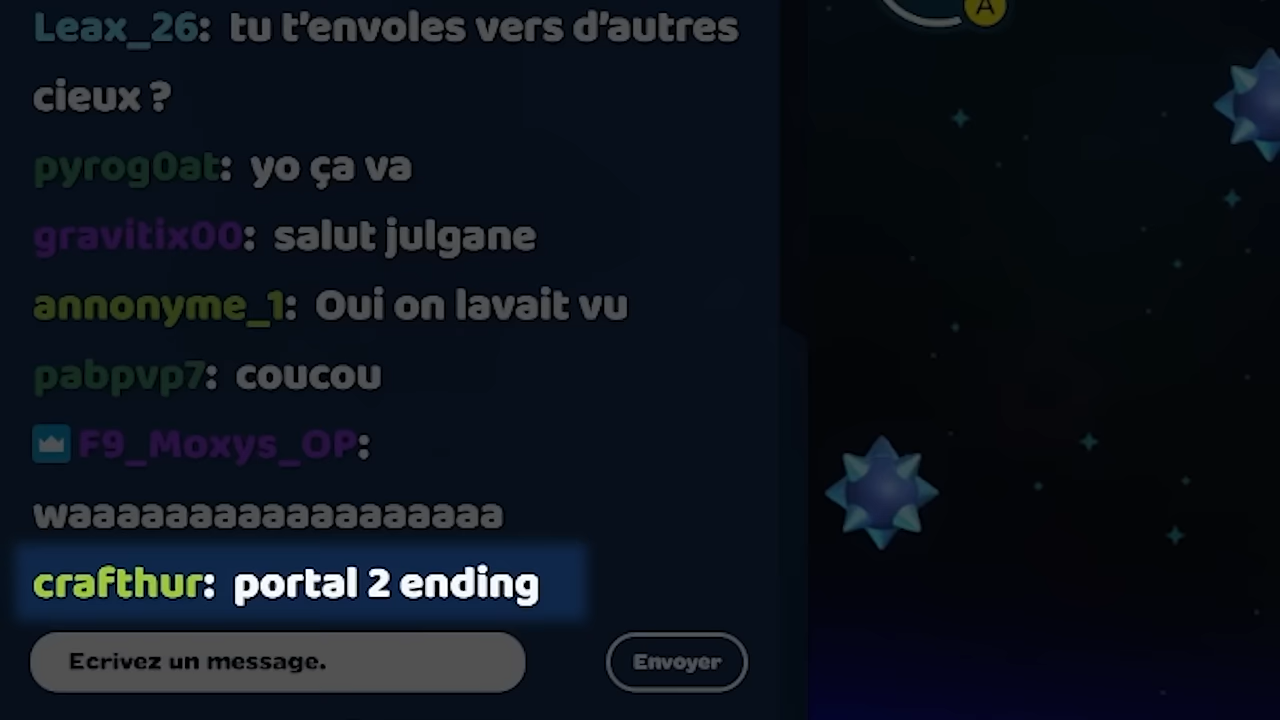 Leax_26: tu t'envoles vers d'autres
cieux ?
pyrog0at: yo ça va
gravitix00: salut julgane
annonyme_1: Oui on lavait vu
pabpvp7: coucou
F9_Moxys_OP:
waaaaaaaaaaaaaaaaaa
crafthur: portal 2 ending
Ecrivez un message.
Envoyer
A